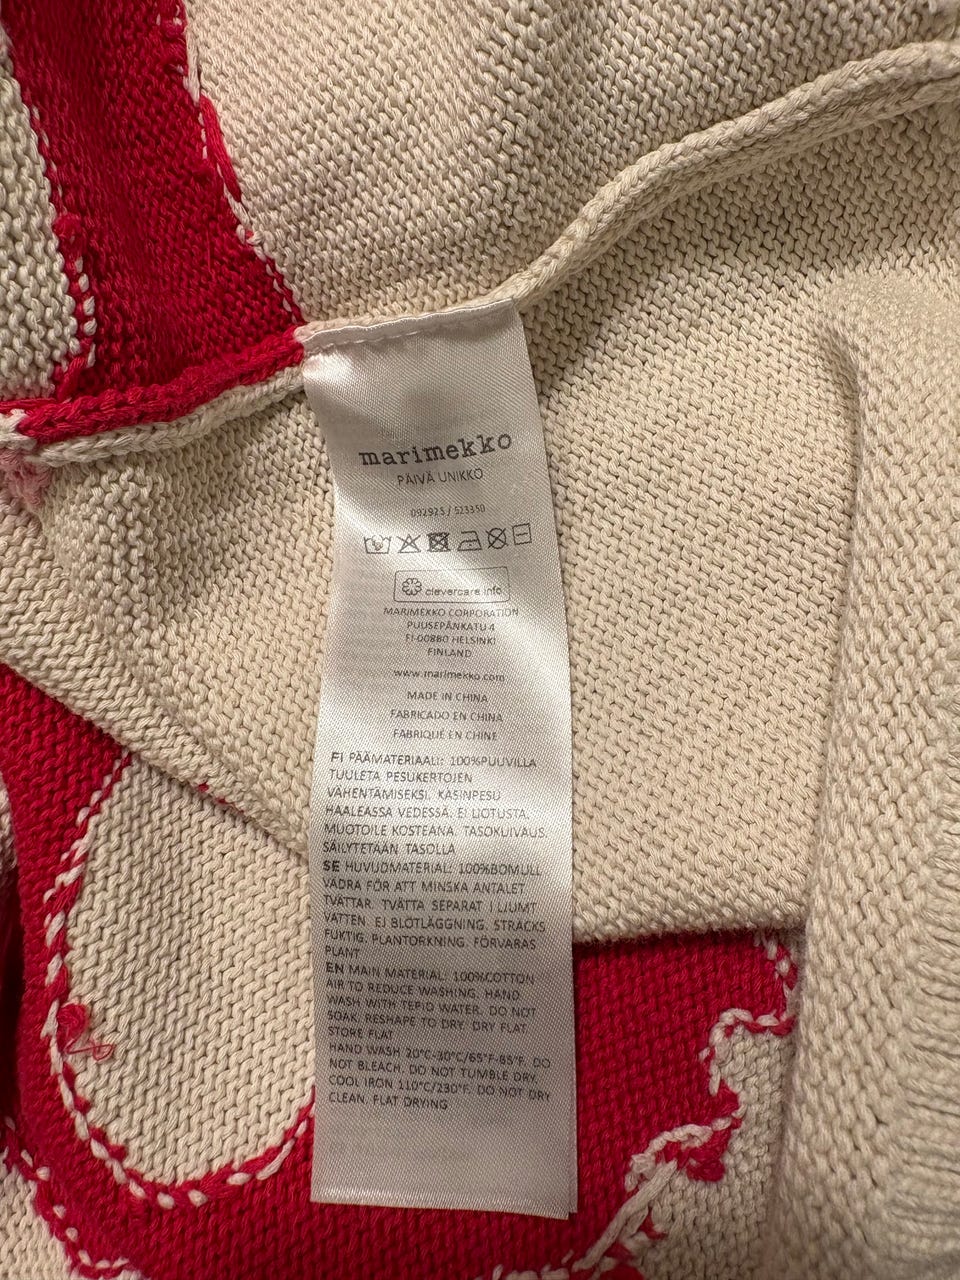 marimekko
PÄIVÄ UNIKKO
092925 / 523350
clevercare.info
MARIMEKKO CORPORATION
PUUSEPÄNKATU 4
FI-00880 HELSINKI
FINLAND
www.marimekko.com
MADE IN CHINA
FABRICADO EN CHINA
FABRIQUÉ EN CHINE
FI PÄÄMATERIAALI: 100%PUUVILLA
TUULETA PESUKERTOJEN
VÄHENTÄMISEKSI. KÄSINPESU
HAALEASSA VEDESSÄ. EI LIOTUSTA.
MUOTOILE KOSTEANA. TASOKUIVAUS.
SÄILYTETÄÄN TASOLLA
SE HUVUDMATERIAL: 100%BOMULL
VÄDRA FÖR ATT MINSKA ANTALET
TVÄTTAR. TVÄTTA SEPARAT I LJUMT
VATTEN. EJ BLÖTLÄGGNING. STRÄCKS
FUKTIG. PLANTORKNING. FÖRVARAS
PLANT
EN MAIN MATERIAL: 100%COTTON
AIR TO REDUCE WASHING. HAND
WASH WITH TEPID WATER. DO NOT
SOAK. RESHAPE TO DRY. DRY FLAT.
STORE FLAT
HAND WASH 20°C-30°C/65°F-85°F. DO
NOT BLEACH. DO NOT TUMBLE DRY.
COOL IRON 110°C/230°F. DO NOT DRY
CLEAN. FLAT DRYING